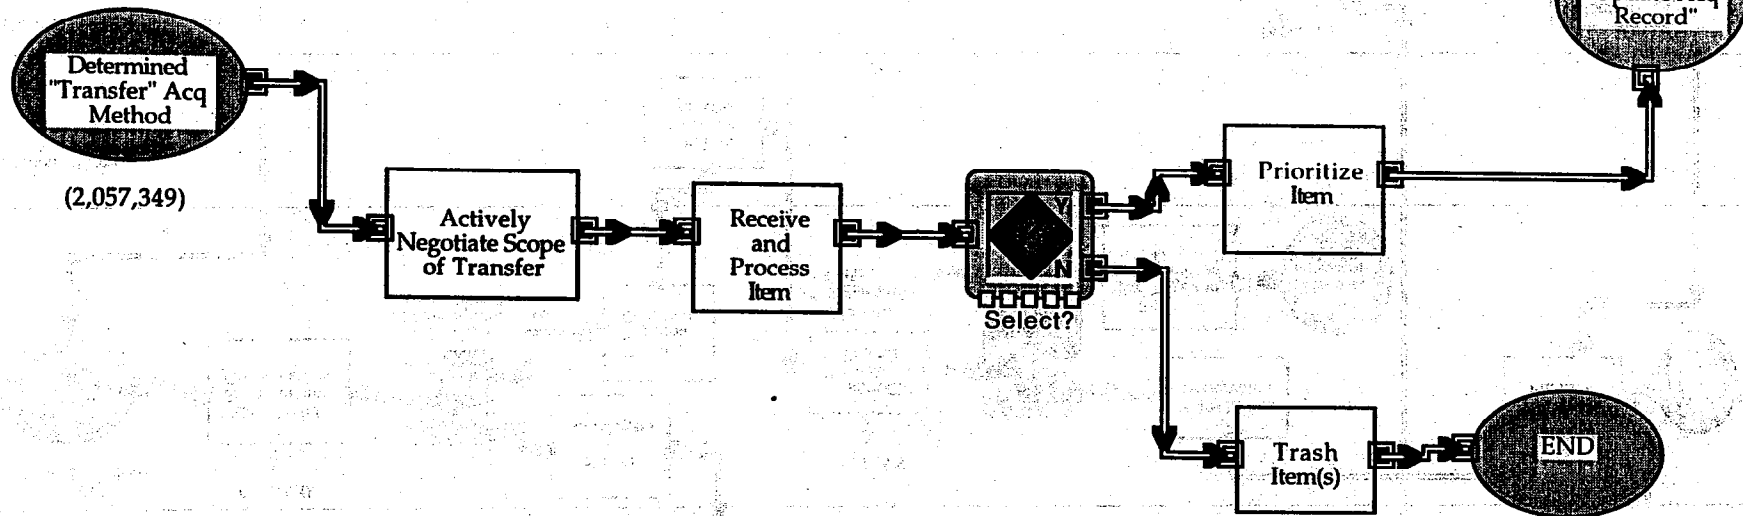 Record"
Determined
"Transfer" Acq
Method
(2,057,349)
Actively
Negotiate Scope
of Transfer
Receive
and
Process
Item
Y
N
Select?
Prioritize
Item
Trash
Item(s)
END